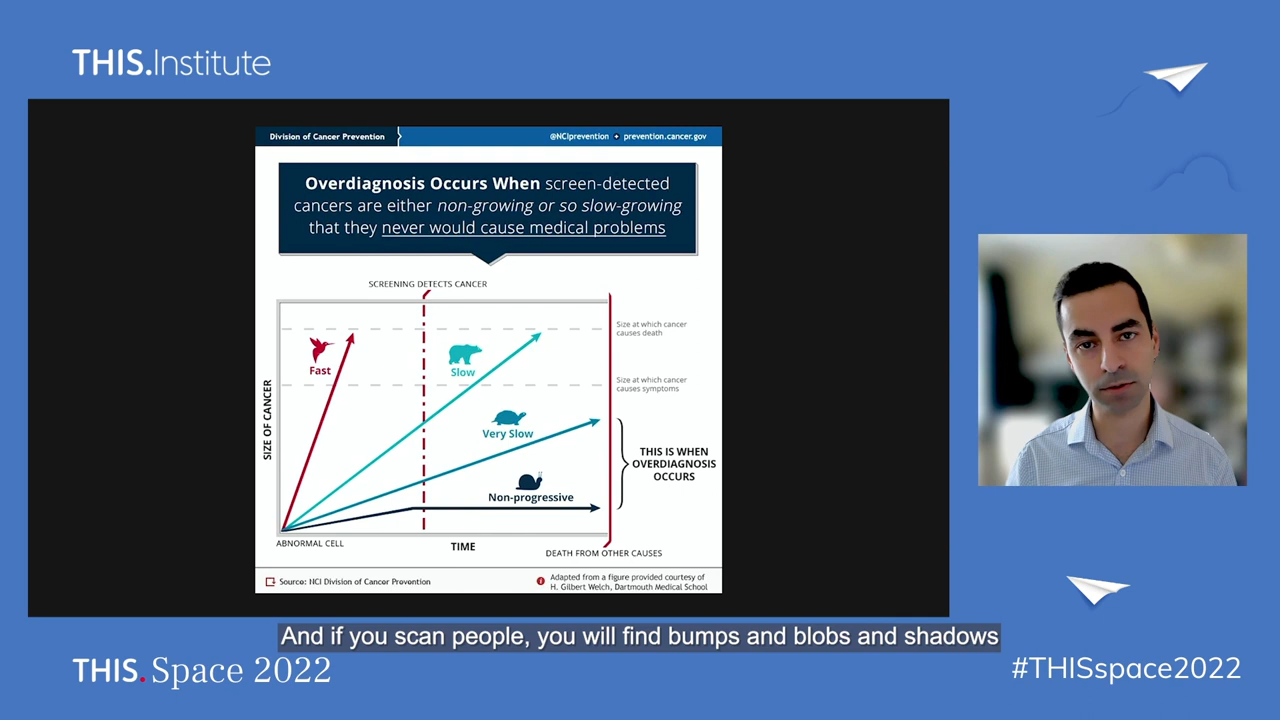 THIS.Institute
Division of Cancer Prevention
@NCIprevention + prevention.cancer.gov
Overdiagnosis Occurs When screen-detected
cancers are either non-growing or so slow-growing
that they never would cause medical problems
SCREENING DETECTS CANCER
Size at which cancer
causes death
Fast
Slow
Size at which cancer
causes symptoms
SIZE OF CANCER
Very Slow
THIS IS WHEN
OVERDIAGNOSIS
OCCURS
Non-progressive
ABNORMAL CELL
TIME
DEATH FROM OTHER CAUSES
Source: NCI Division of Cancer Prevention
Adapted from a figure provided courtesy of
H. Gilbert Welch, Dartmouth Medical School
And if you scan people, you will find bumps and blobs and shadows
THIS.Space 2022
#THISspace2022